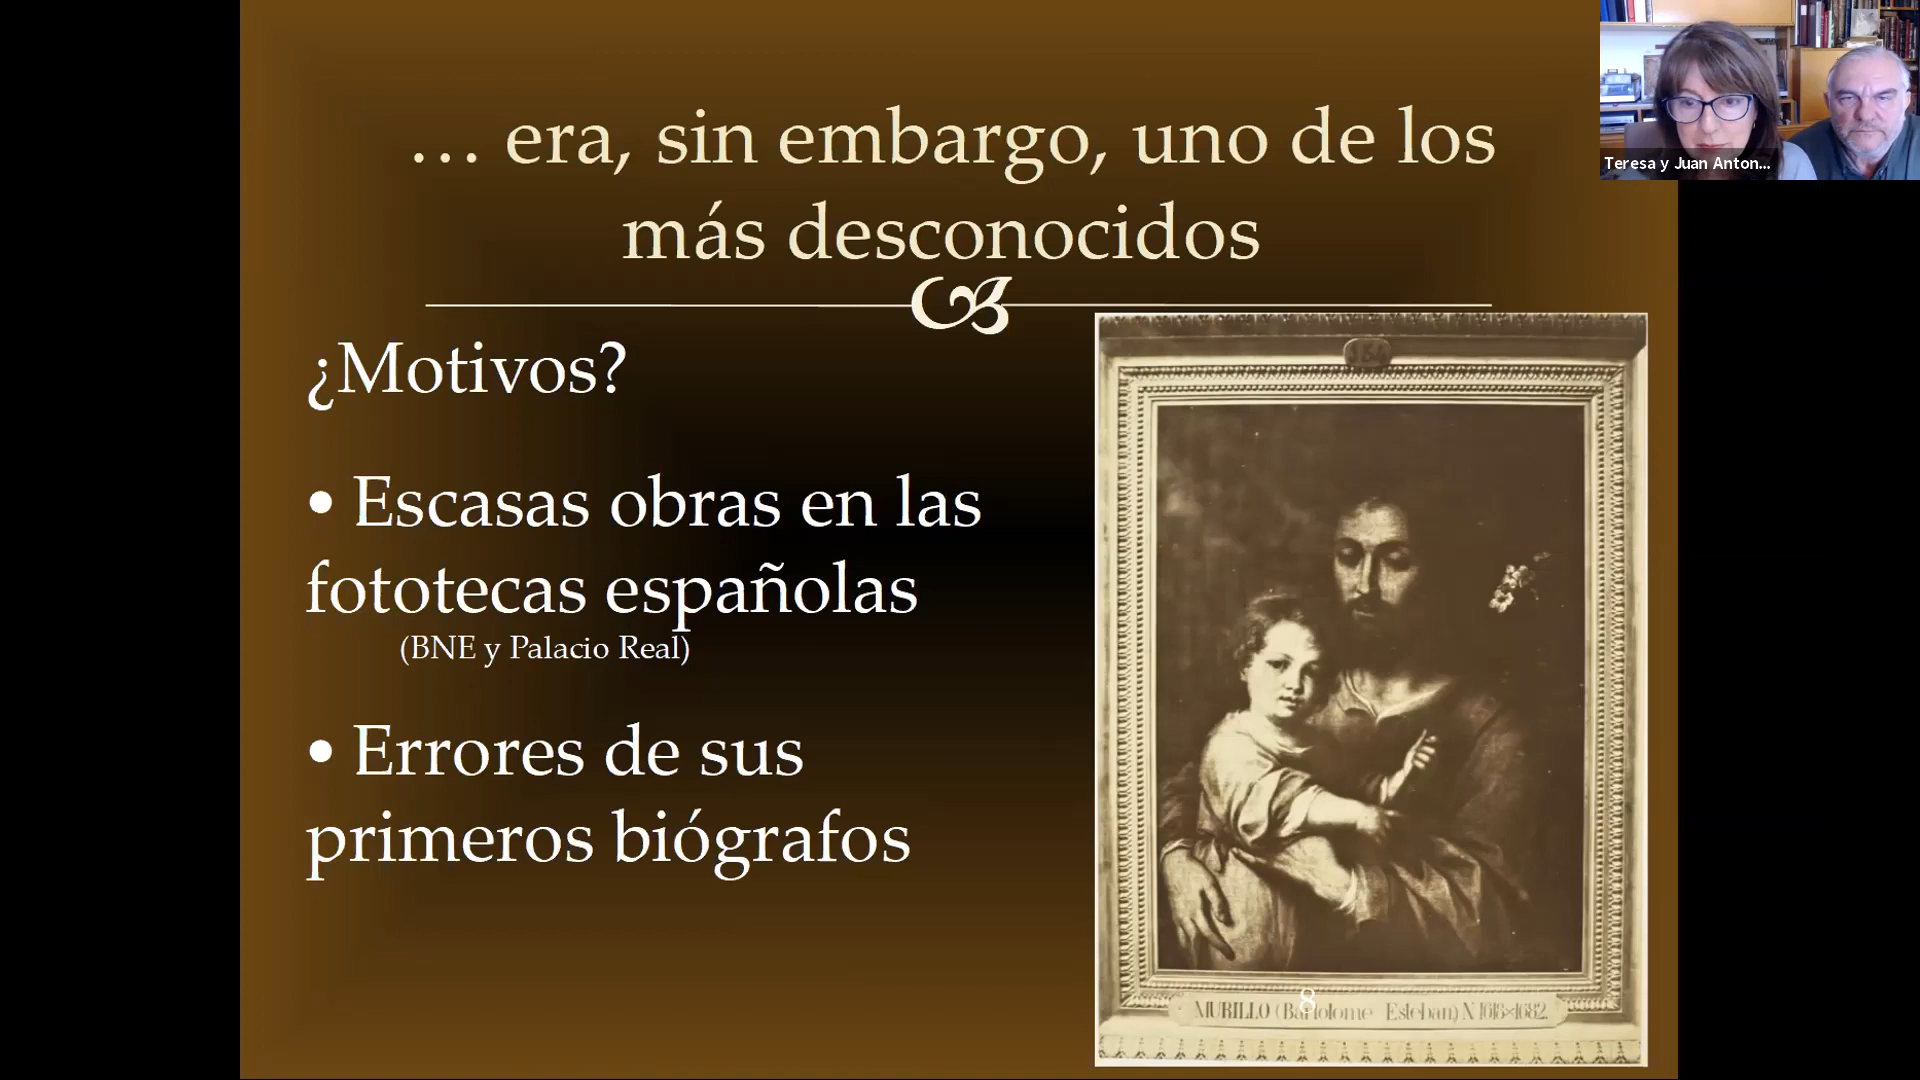 … era, sin embargo, uno de los
más desconocidos
¿Motivos?
• Escasas obras en las
fototecas españolas
(BNE y Palacio Real)
• Errores de sus
primeros biógrafos
MURILLO (Bartolome Esteban) N 1618 1682.
8
Teresa y Juan Anton...